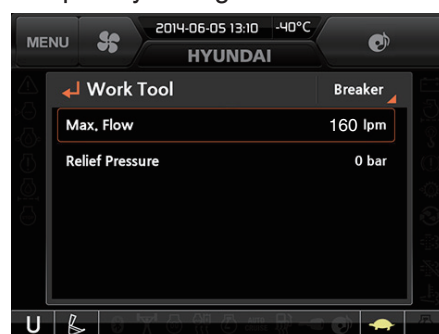 2014-06-05 13:10 -40°C
MENU
HYUNDAI
Work Tool Breaker
Max. Flow 160 lpm
Relief Pressure 0 bar
U